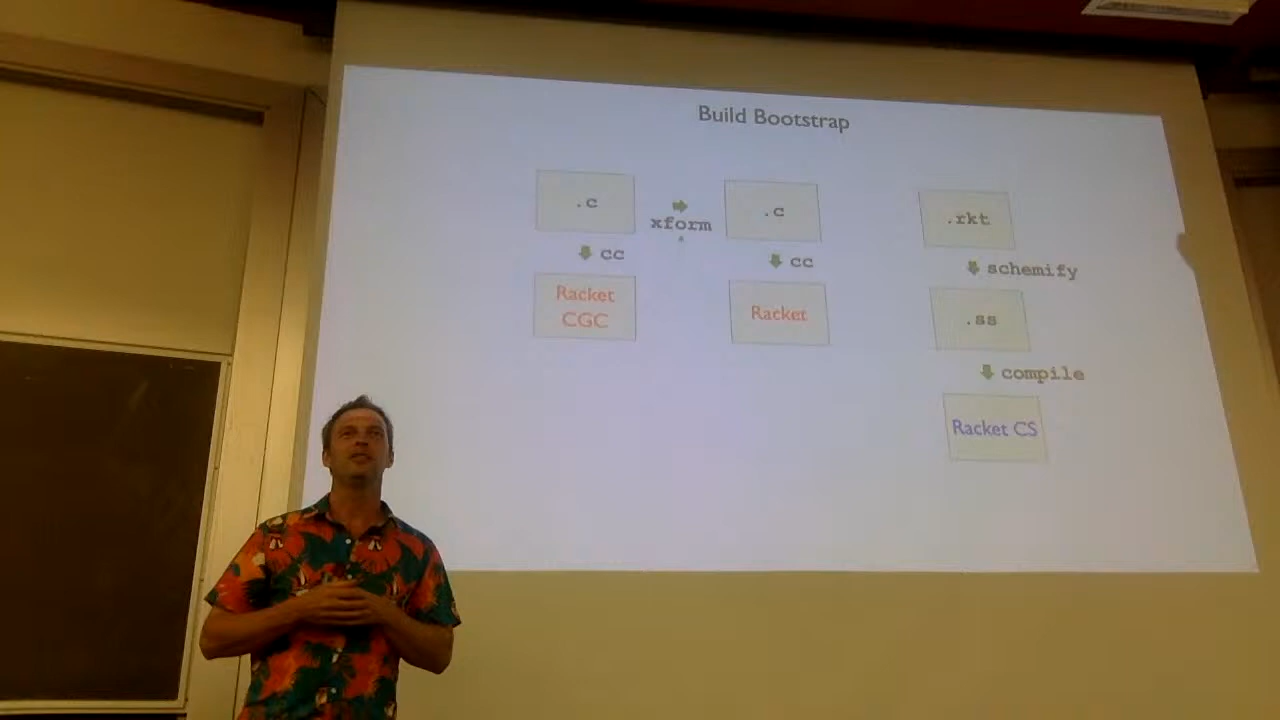 Build Bootstrap
.c
xform
.c
.rkt
cc
cc
schemify
Racket
CGC
Racket
.ss
compile
Racket CS